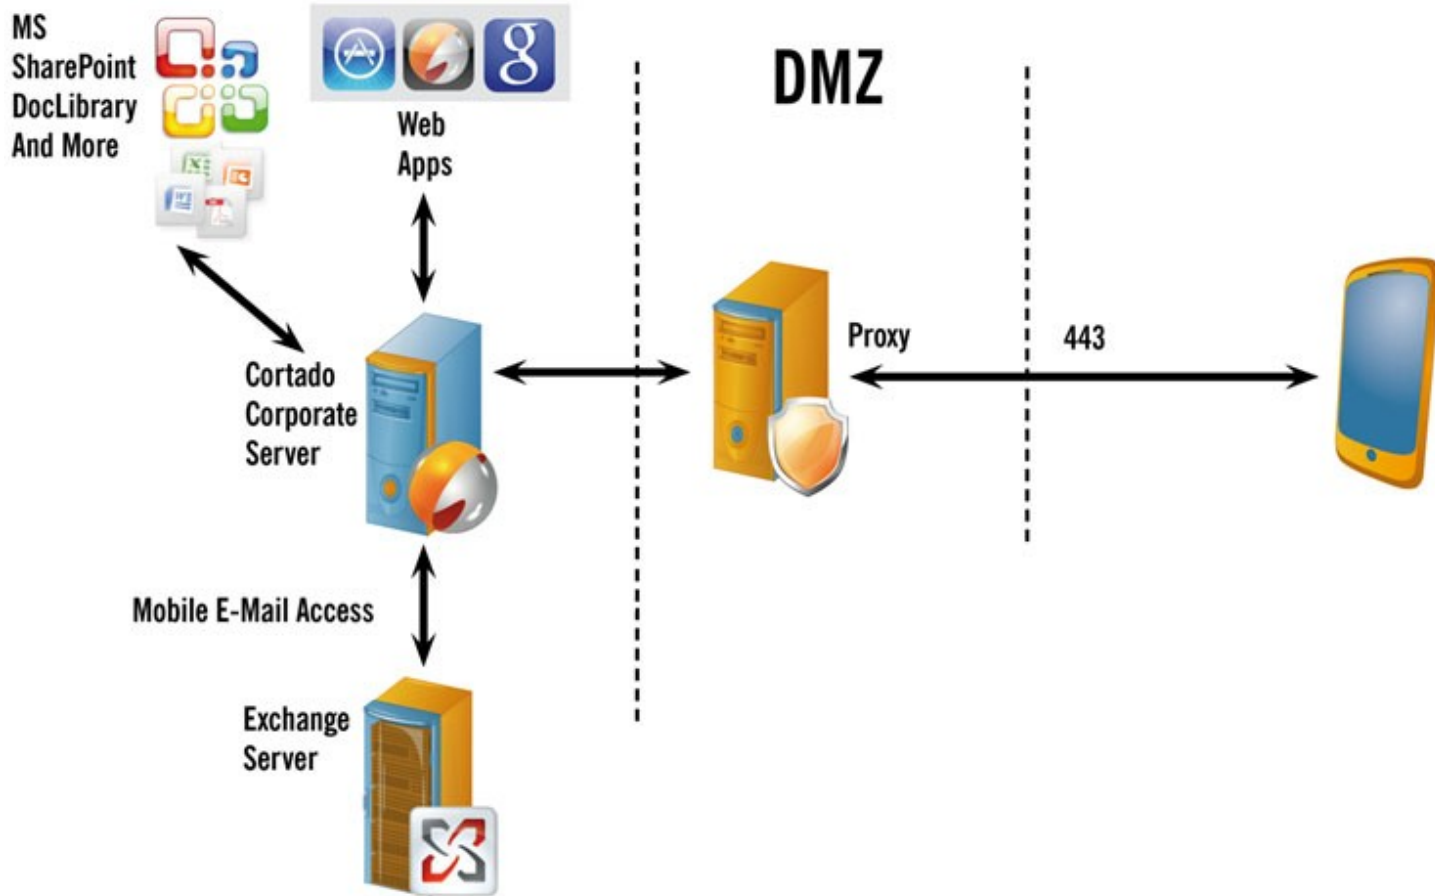 MS
SharePoint
DocLibrary
And More
Web
Apps
DMZ
Proxy
443
Cortado
Corporate
Server
Mobile E-Mail Access
Exchange
Server